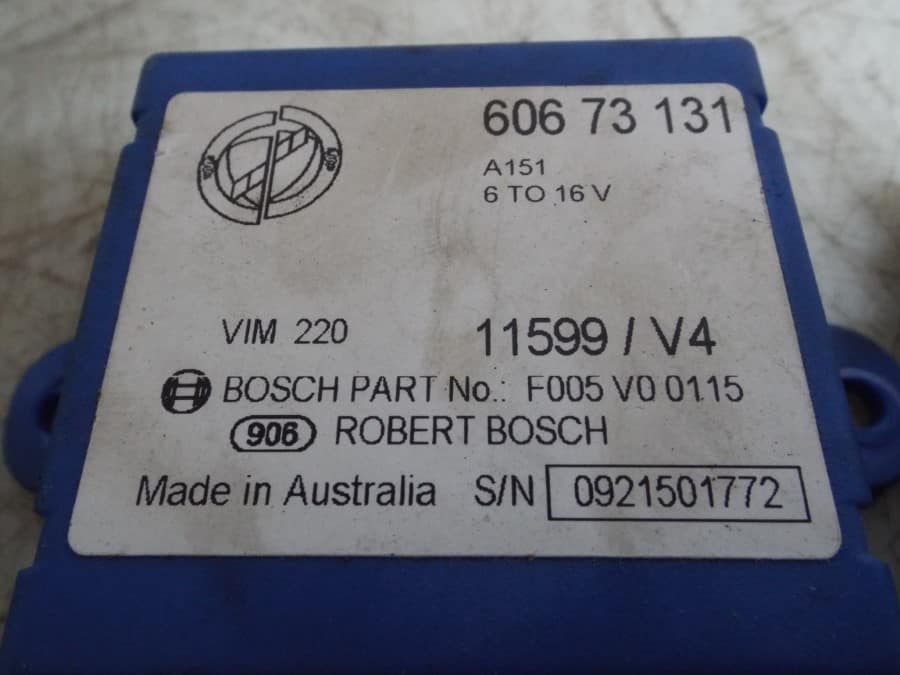 606 73 131
A151
6 TO 16 V
VIM 220
11599 / V4
BOSCH PART No.: F005 V0 0115
906 ROBERT BOSCH
Made in Australia S/N 0921501772